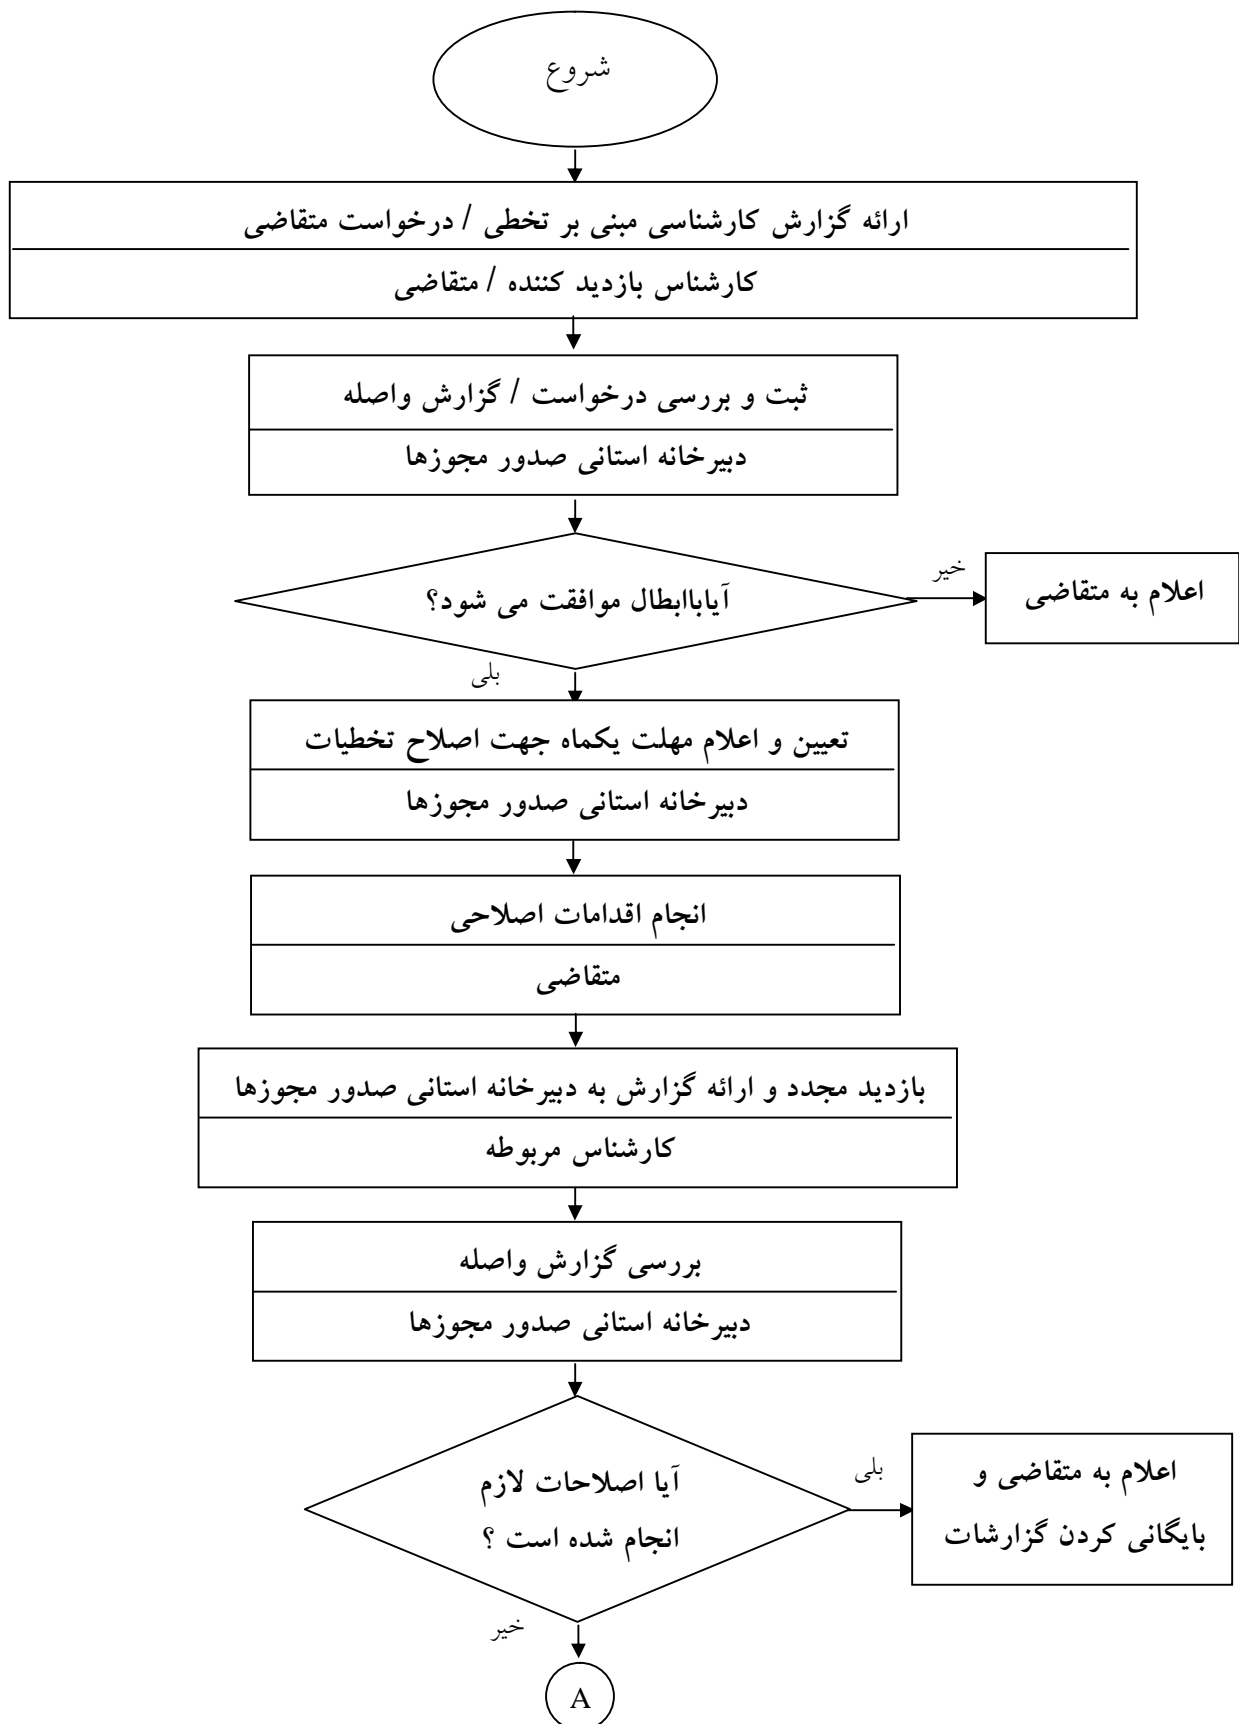 شروع
ارائه گزارش کارشناسی مبنی بر تخطی / درخواست متقاضی
کارشناس بازدید کننده / متقاضی
ثبت و بررسی درخواست / گزارش واصله
دبیرخانه استانی صدور مجوزها
آیاباابطال موافقت می شود؟
خیر
اعلام به متقاضی
بلی
تعیین و اعلام مهلت یکماه جهت اصلاح تخطیات
دبیرخانه استانی صدور مجوزها
انجام اقدامات اصلاحی
متقاضی
بازدید مجدد و ارائه گزارش به دبیرخانه استانی صدور مجوزها
کارشناس مربوطه
بررسی گزارش واصله
دبیرخانه استانی صدور مجوزها
آیا اصلاحات لازم
انجام شده است ؟
بلی
اعلام به متقاضی و
بایگانی کردن گزارشات
خیر
A